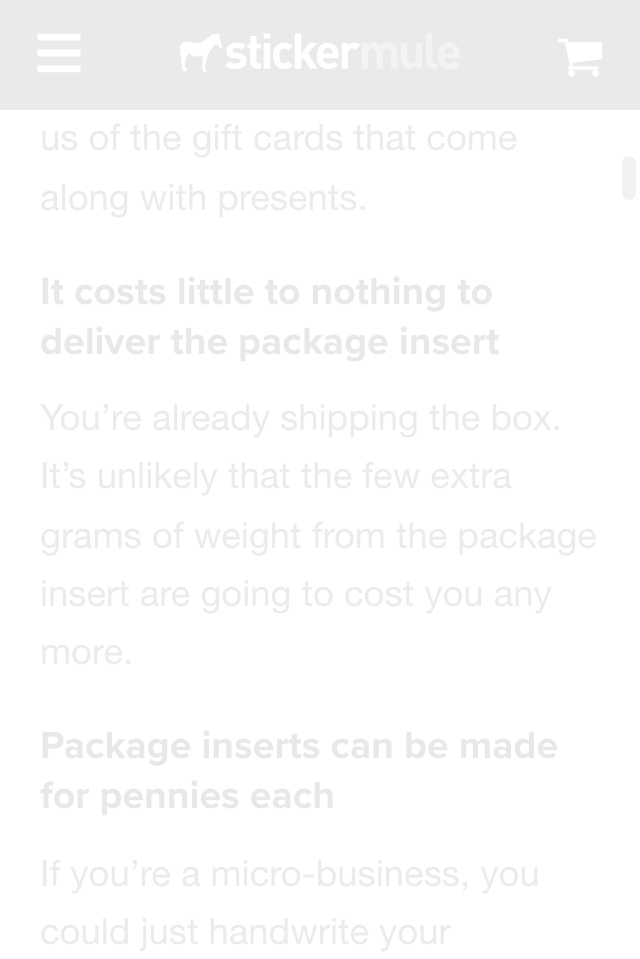 stickermule
us of the gift cards that come
along with presents.
It costs little to nothing to
deliver the package insert
You’re already shipping the box.
It’s unlikely that the few extra
grams of weight from the package
insert are going to cost you any
more.
Package inserts can be made
for pennies each
If you’re a micro-business, you
could just handwrite your